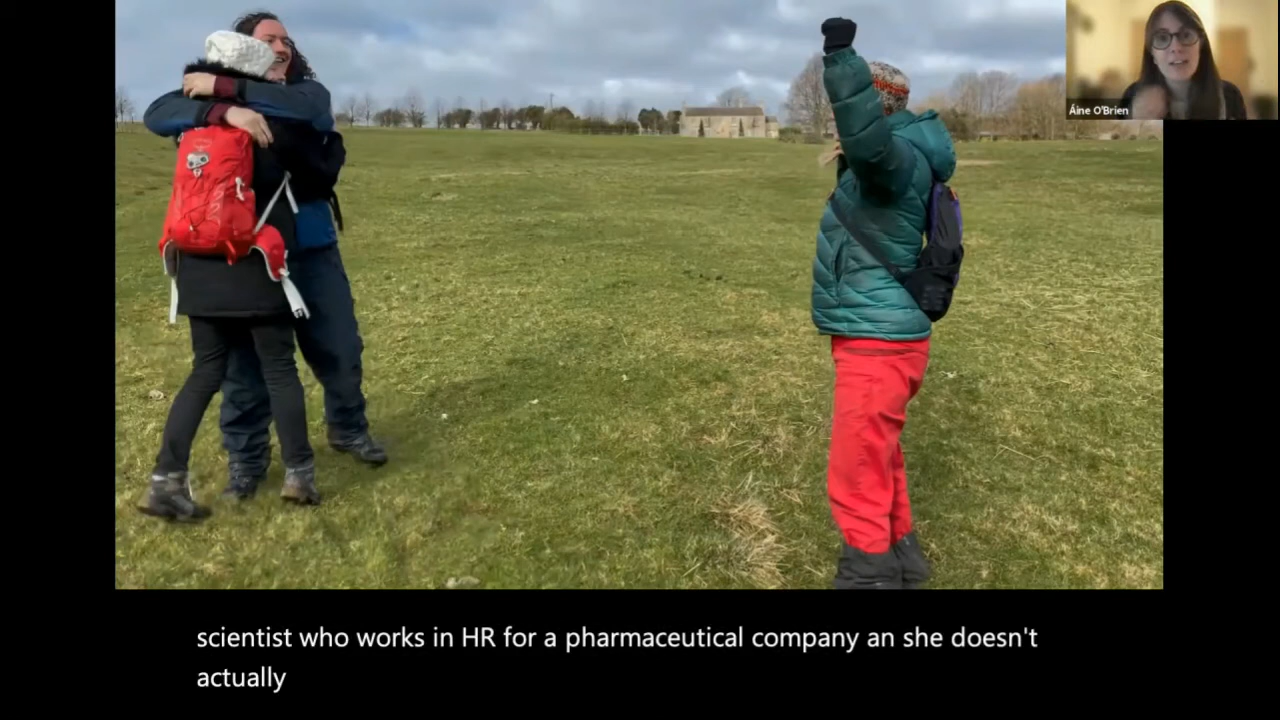 Áine O'Brien
scientist who works in HR for a pharmaceutical company an she doesn't
actually